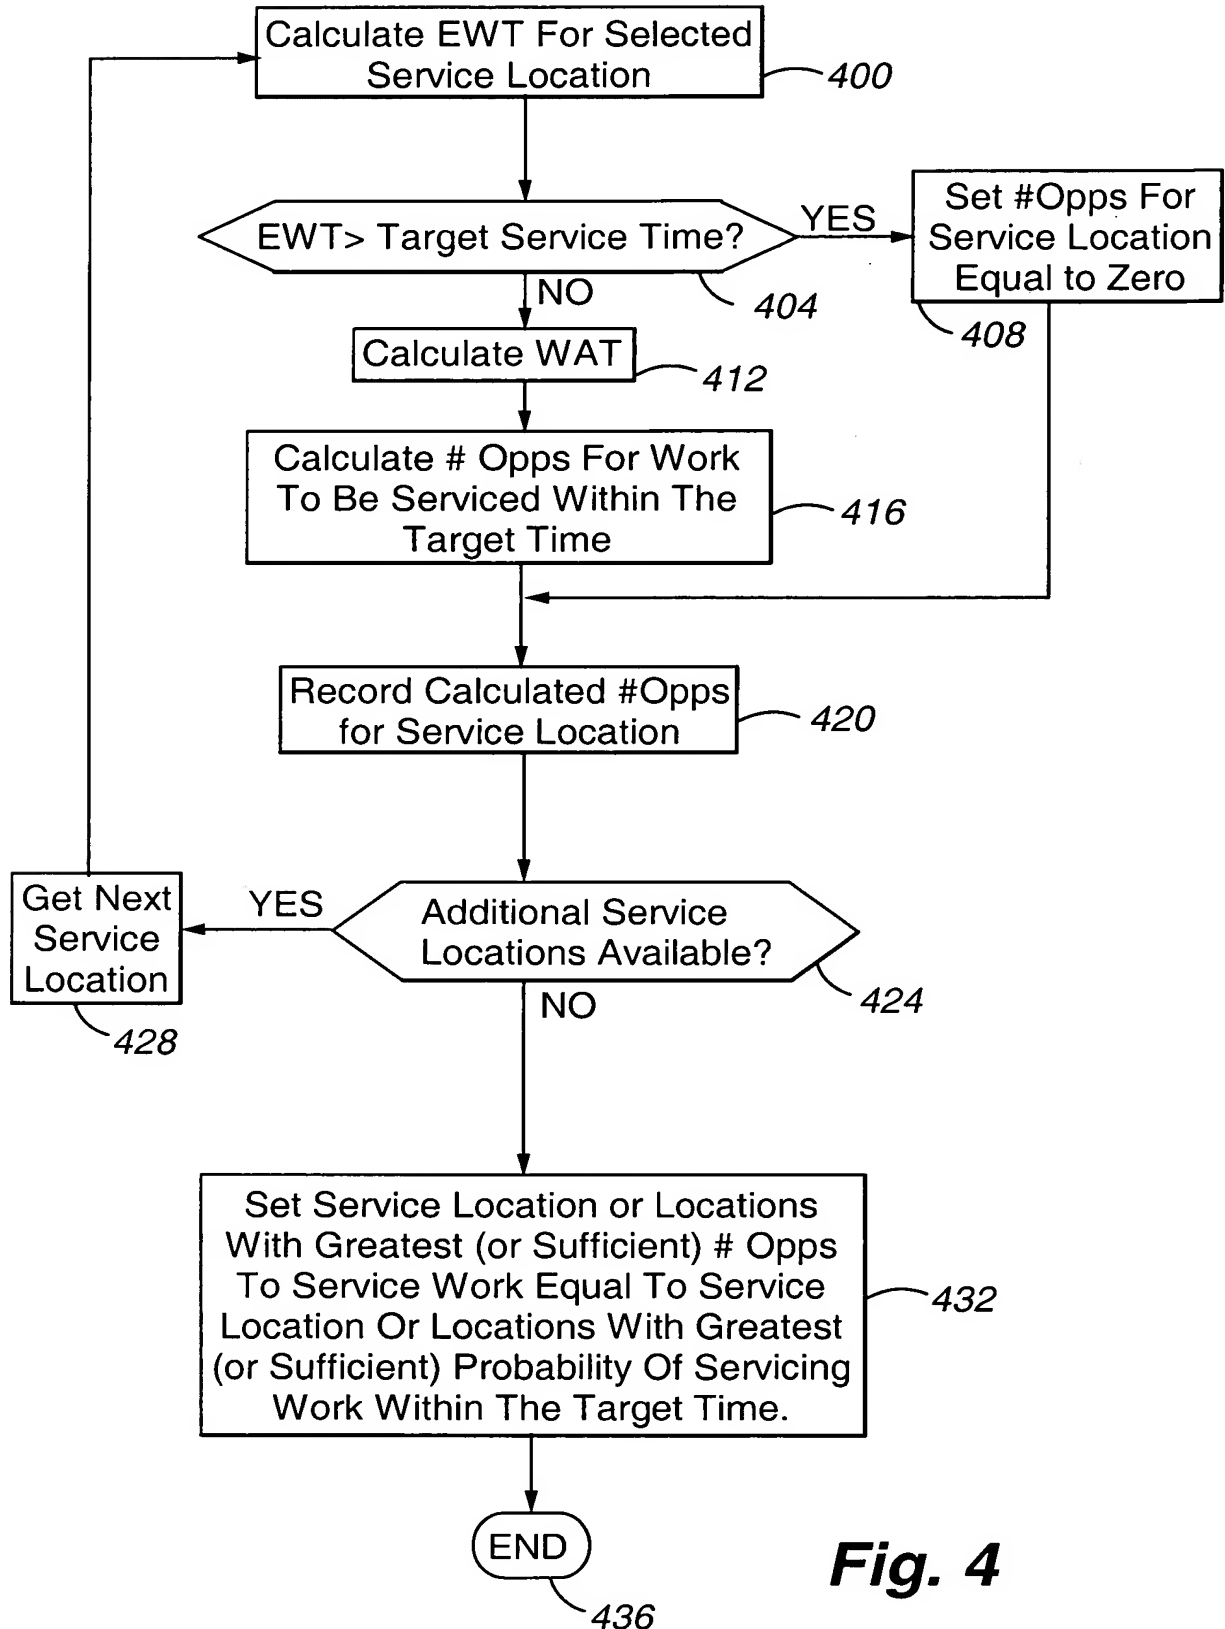 Calculate EWT For Selected
Service Location
400
EWT> Target Service Time?
404
YES
Set #Opps For
Service Location
Equal to Zero
408
NO
Calculate WAT
412
Calculate # Opps For Work
To Be Serviced Within The
Target Time
416
Record Calculated #Opps
for Service Location
420
Additional Service
Locations Available?
424
YES
Get Next
Service
Location
428
NO
Set Service Location or Locations
With Greatest (or Sufficient) # Opps
To Service Work Equal To Service
Location Or Locations With Greatest
(or Sufficient) Probability Of Servicing
Work Within The Target Time.
432
END
436
Fig. 4